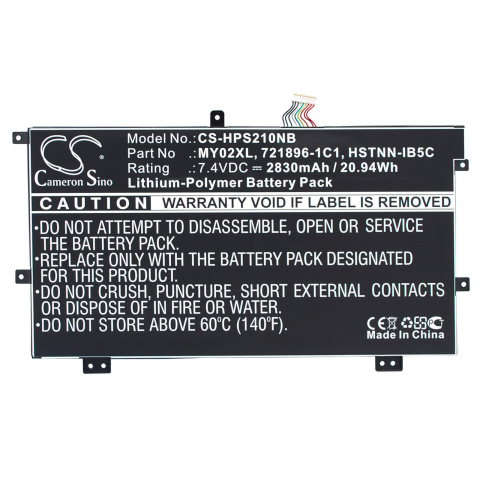 CS
Cameron Sino
Model No. :CS-HPS210NB
Part No :MY02XL, 721896-1C1, HSTNN-IB5C
Rating :7.4VDC ⎓ 2830mAh / 20.94Wh
Lithium-Polymer Battery Pack
CAUTION WARRANTY VOID IF LABEL IS REMOVED
•DO NOT ATTEMPT TO DISASSEMBLE, OPEN OR SERVICE
THE BATTERY PACK.
•REPLACE ONLY WITH THE BATTERY PACK DESIGNATED
FOR THIS EQUIPMENT.
•DO NOT CRUSH, PUNCTURE, SHORT EXTERNAL CONTACTS
OR DISPOSE OF IN FIRE OR WATER.
•DO NOT STORE ABOVE 60°C (140°F).
CE
Made In China